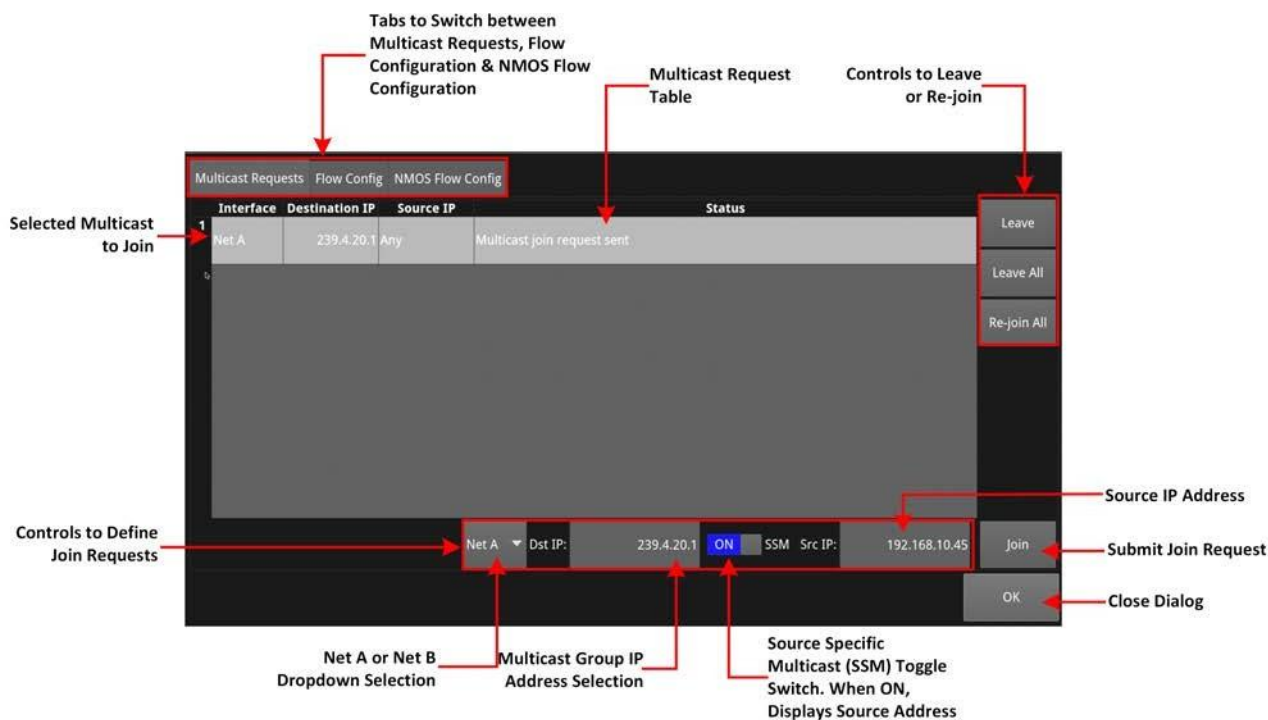 Tabs to Switch between
Multicast Requests, Flow
Configuration & NMOS Flow
Configuration
Multicast Request
Table
Controls to Leave
or Re-join
Multicast Requests Flow Config NMOS Flow Config
Interface Destination IP Source IP Status
Selected Multicast
to Join
1 Net A 239.4.20.1 Any Multicast join request sent
Leave
Leave All
Re-join All
Source IP Address
Controls to Define
Join Requests
Net A Dst IP: 239.4.20.1 ON SSM Src IP: 192.168.10.45 Join
Submit Join Request
OK
Close Dialog
Net A or Net B
Dropdown Selection
Multicast Group IP
Address Selection
Source Specific
Multicast (SSM) Toggle
Switch. When ON,
Displays Source Address